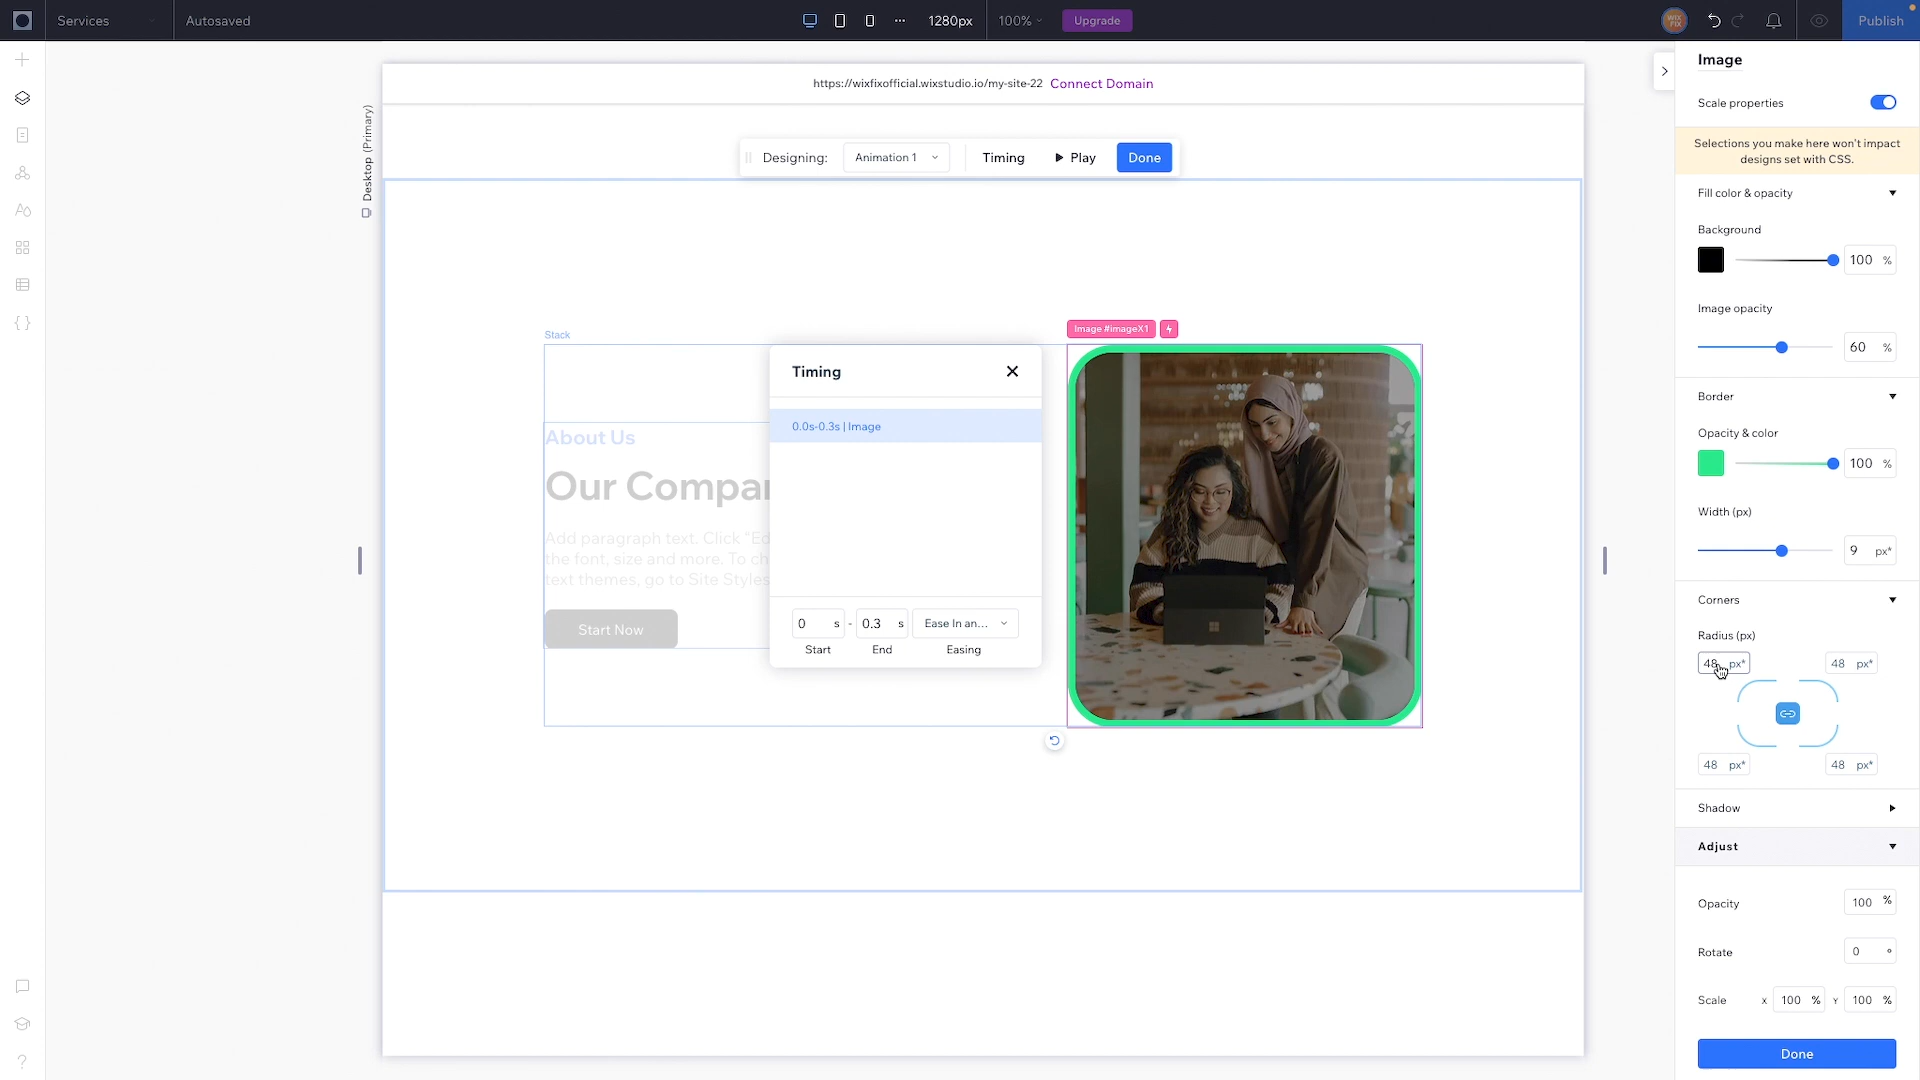 Services
Autosaved
1280px
100%
Upgrade
WIX
FIX
Publish
https://wixfixofficial.wixstudio.io/my-site-22 Connect Domain
Desktop (Primary)
Designing:
Animation 1
Timing
Play
Done
Stack
About Us
Our Compar
Add paragraph text. Click "Ed
the font, size and more. To ch
text themes, go to Site Styles
Start Now
Timing
0.0s-0.3s | Image
0 s - 0.3 s Ease In an...
Start End Easing
Image #imageX1
Image
Scale properties
Selections you make here won't impact
designs set with CSS.
Fill color & opacity
Background
100 %
Image opacity
60 %
Border
Opacity & color
100 %
Width (px)
9 px*
Corners
Radius (px)
48 px* 48 px*
48 px* 48 px*
Shadow
Adjust
Opacity 100 %
Rotate 0 °
Scale X 100 % Y 100 %
Done